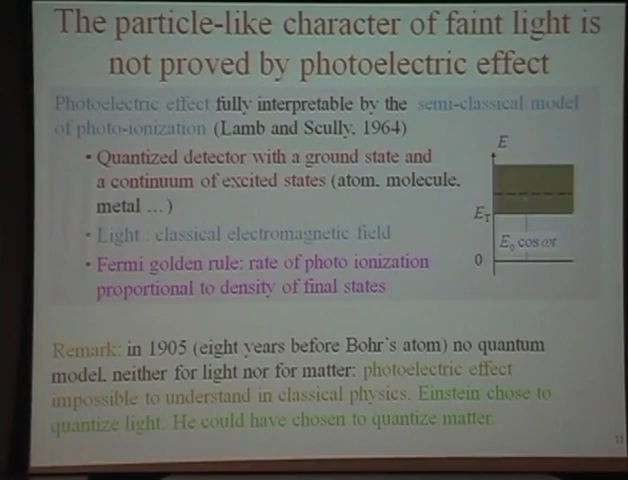 The particle-like character of faint light is
not proved by photoelectric effect
Photoelectric effect fully interpretable by the semi-classical model
of photo-ionization (Lamb and Scully, 1964)
• Quantized detector with a ground state and
a continuum of excited states (atom, molecule,
metal ...)
• Light : classical electromagnetic field
• Fermi golden rule: rate of photo ionization
proportional to density of final states
E
E_T
E_0 cos ωt
0
Remark: in 1905 (eight years before Bohr's atom) no quantum
model, neither for light nor for matter: photoelectric effect
impossible to understand in classical physics. Einstein chose to
quantize light. He could have chosen to quantize matter.
11